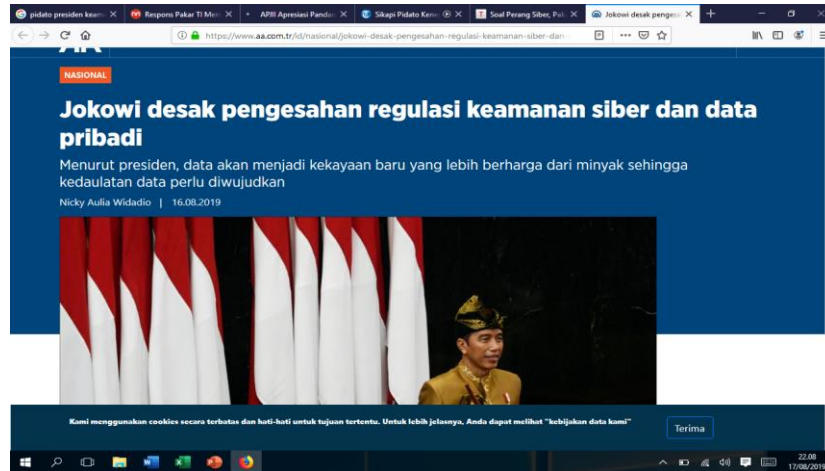 pidato presiden keam
Respons Pakar TI Men
APJII Apresiasi Pandan
Sikapi Pidato Kene
Soal Perang Siber, Pak
Jokowi desak penges
https://www.aa.com.tr/id/nasional/jokowi-desak-pengesahan-regulasi-keamanan-siber-dan-
NASIONAL
Jokowi desak pengesahan regulasi keamanan siber dan data
pribadi
Menurut presiden, data akan menjadi kekayaan baru yang lebih berharga dari minyak sehingga
kedaulatan data perlu diwujudkan
Nicky Aulia Widadio | 16.08.2019
Kami menggunakan cookies secara terbatas dan hati-hati untuk tujuan tertentu. Untuk lebih jelasnya, Anda dapat melihat "kebijakan data kami"
Terima
22.08
17/08/2019